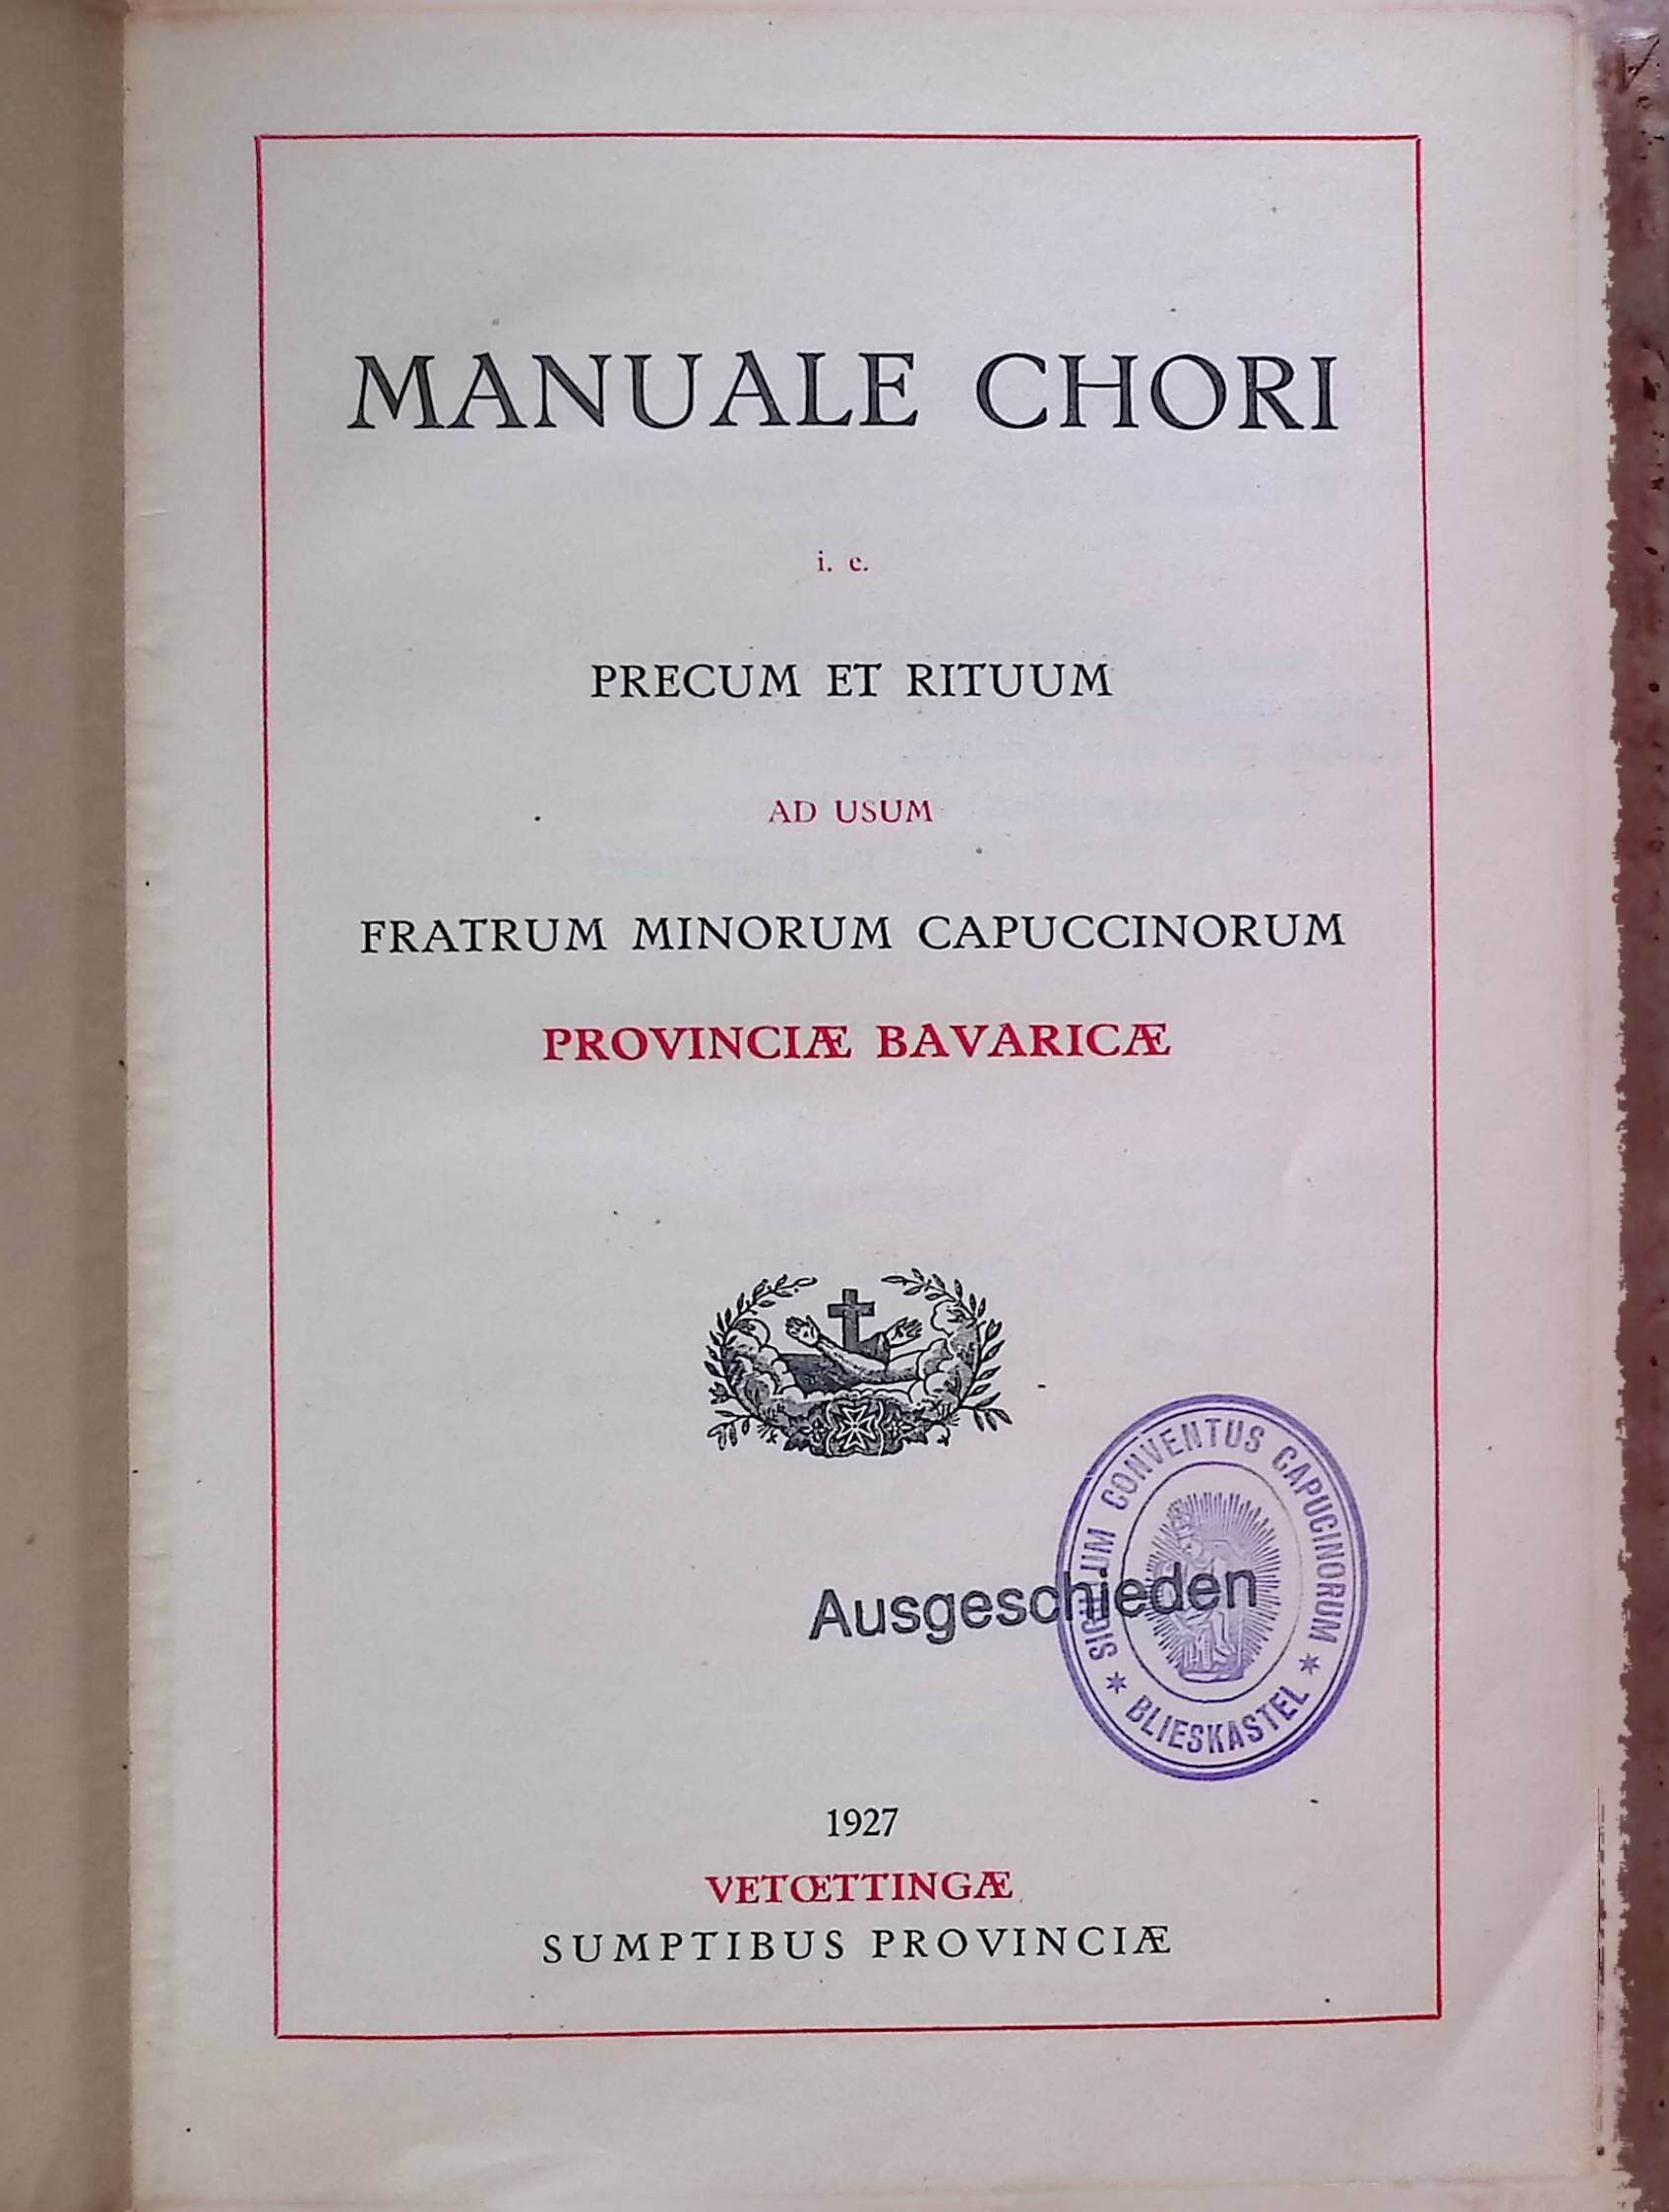 MANUALE CHORI
i. e.
PRECUM ET RITUUM
AD USUM
FRATRUM MINORUM CAPUCCINORUM
PROVINCIÆ BAVARICÆ
SIGILLUM CONVENTUS CAPUCINORUM
* BLIESKASTEL *
Ausgeschieden
1927
VETŒTTINGÆ
SUMPTIBUS PROVINCIÆ